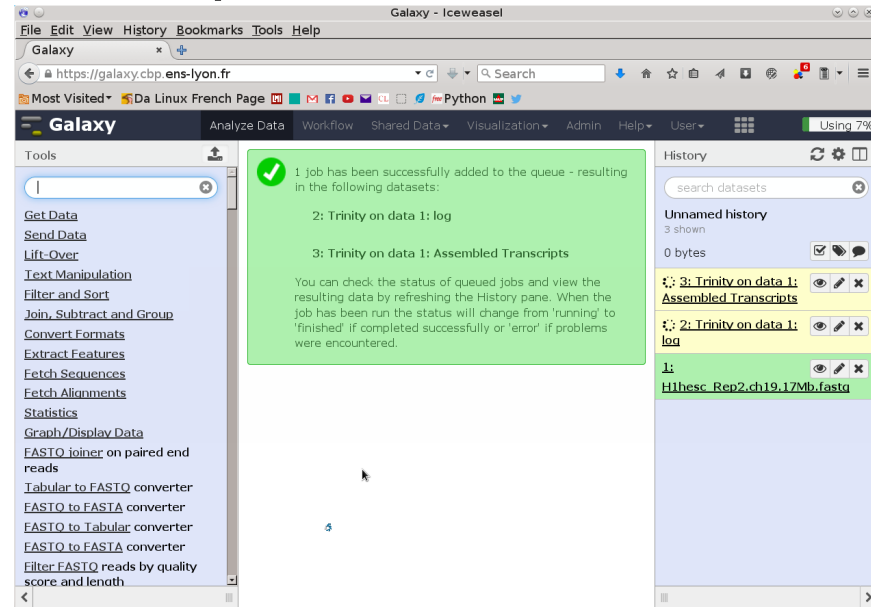 Galaxy - Iceweasel
File Edit View History Bookmarks Tools Help
Galaxy
https://galaxy.cbp.ens-lyon.fr
Search
6
Most Visited
Da Linux French Page
Python
Galaxy
Analyze Data Workflow Shared Data Visualization Admin Help User
Using 7%
Tools
Get Data
Send Data
Lift-Over
Text Manipulation
Filter and Sort
Join, Subtract and Group
Convert Formats
Extract Features
Fetch Sequences
Fetch Alignments
Statistics
Graph/Display Data
FASTQ joiner on paired end
reads
Tabular to FASTQ converter
FASTQ to FASTA converter
FASTQ to Tabular converter
FASTQ to FASTA converter
Filter FASTQ reads by quality
score and length
1 job has been successfully added to the queue - resulting
in the following datasets:
2: Trinity on data 1: log
3: Trinity on data 1: Assembled Transcripts
You can check the status of queued jobs and view the
resulting data by refreshing the History pane. When the
job has been run the status will change from 'running' to
'finished' if completed successfully or 'error' if problems
were encountered.
History
search datasets
Unnamed history
3 shown
0 bytes
3: Trinity on data 1:
Assembled Transcripts
2: Trinity on data 1:
log
1:
H1hesc_Rep2.ch19.17Mb.fastq